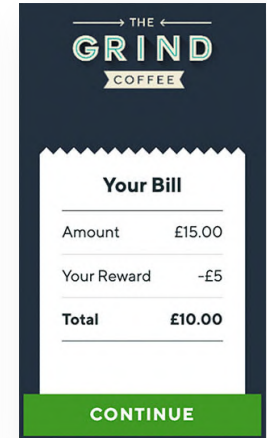 THE
GRIND
COFFEE
Your Bill
Amount £15.00
Your Reward -£5
Total £10.00
CONTINUE